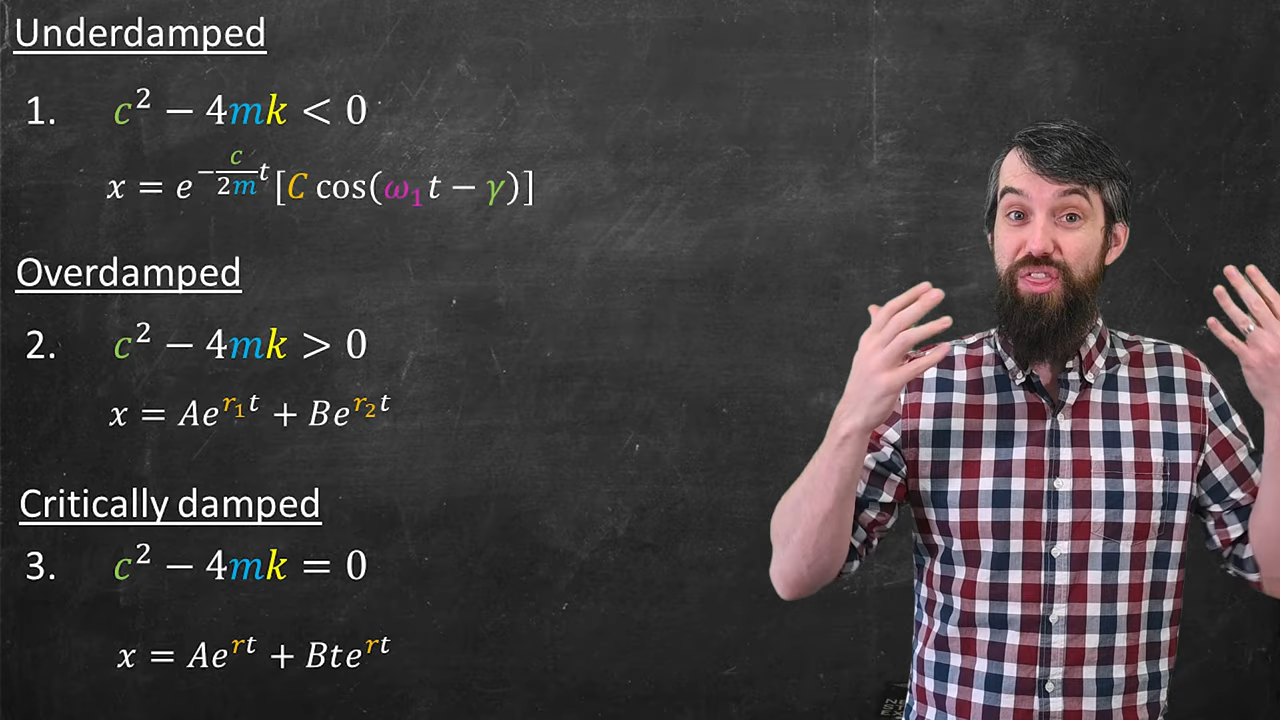 Underdamped
1. c² − 4mk < 0
x = e^{−\frac{c}{2m}t}[C cos(ω₁t − γ)]
Overdamped
2. c² − 4mk > 0
x = Ae^{r₁t} + Be^{r₂t}
Critically damped
3. c² − 4mk = 0
x = Ae^{rt} + Bte^{rt}